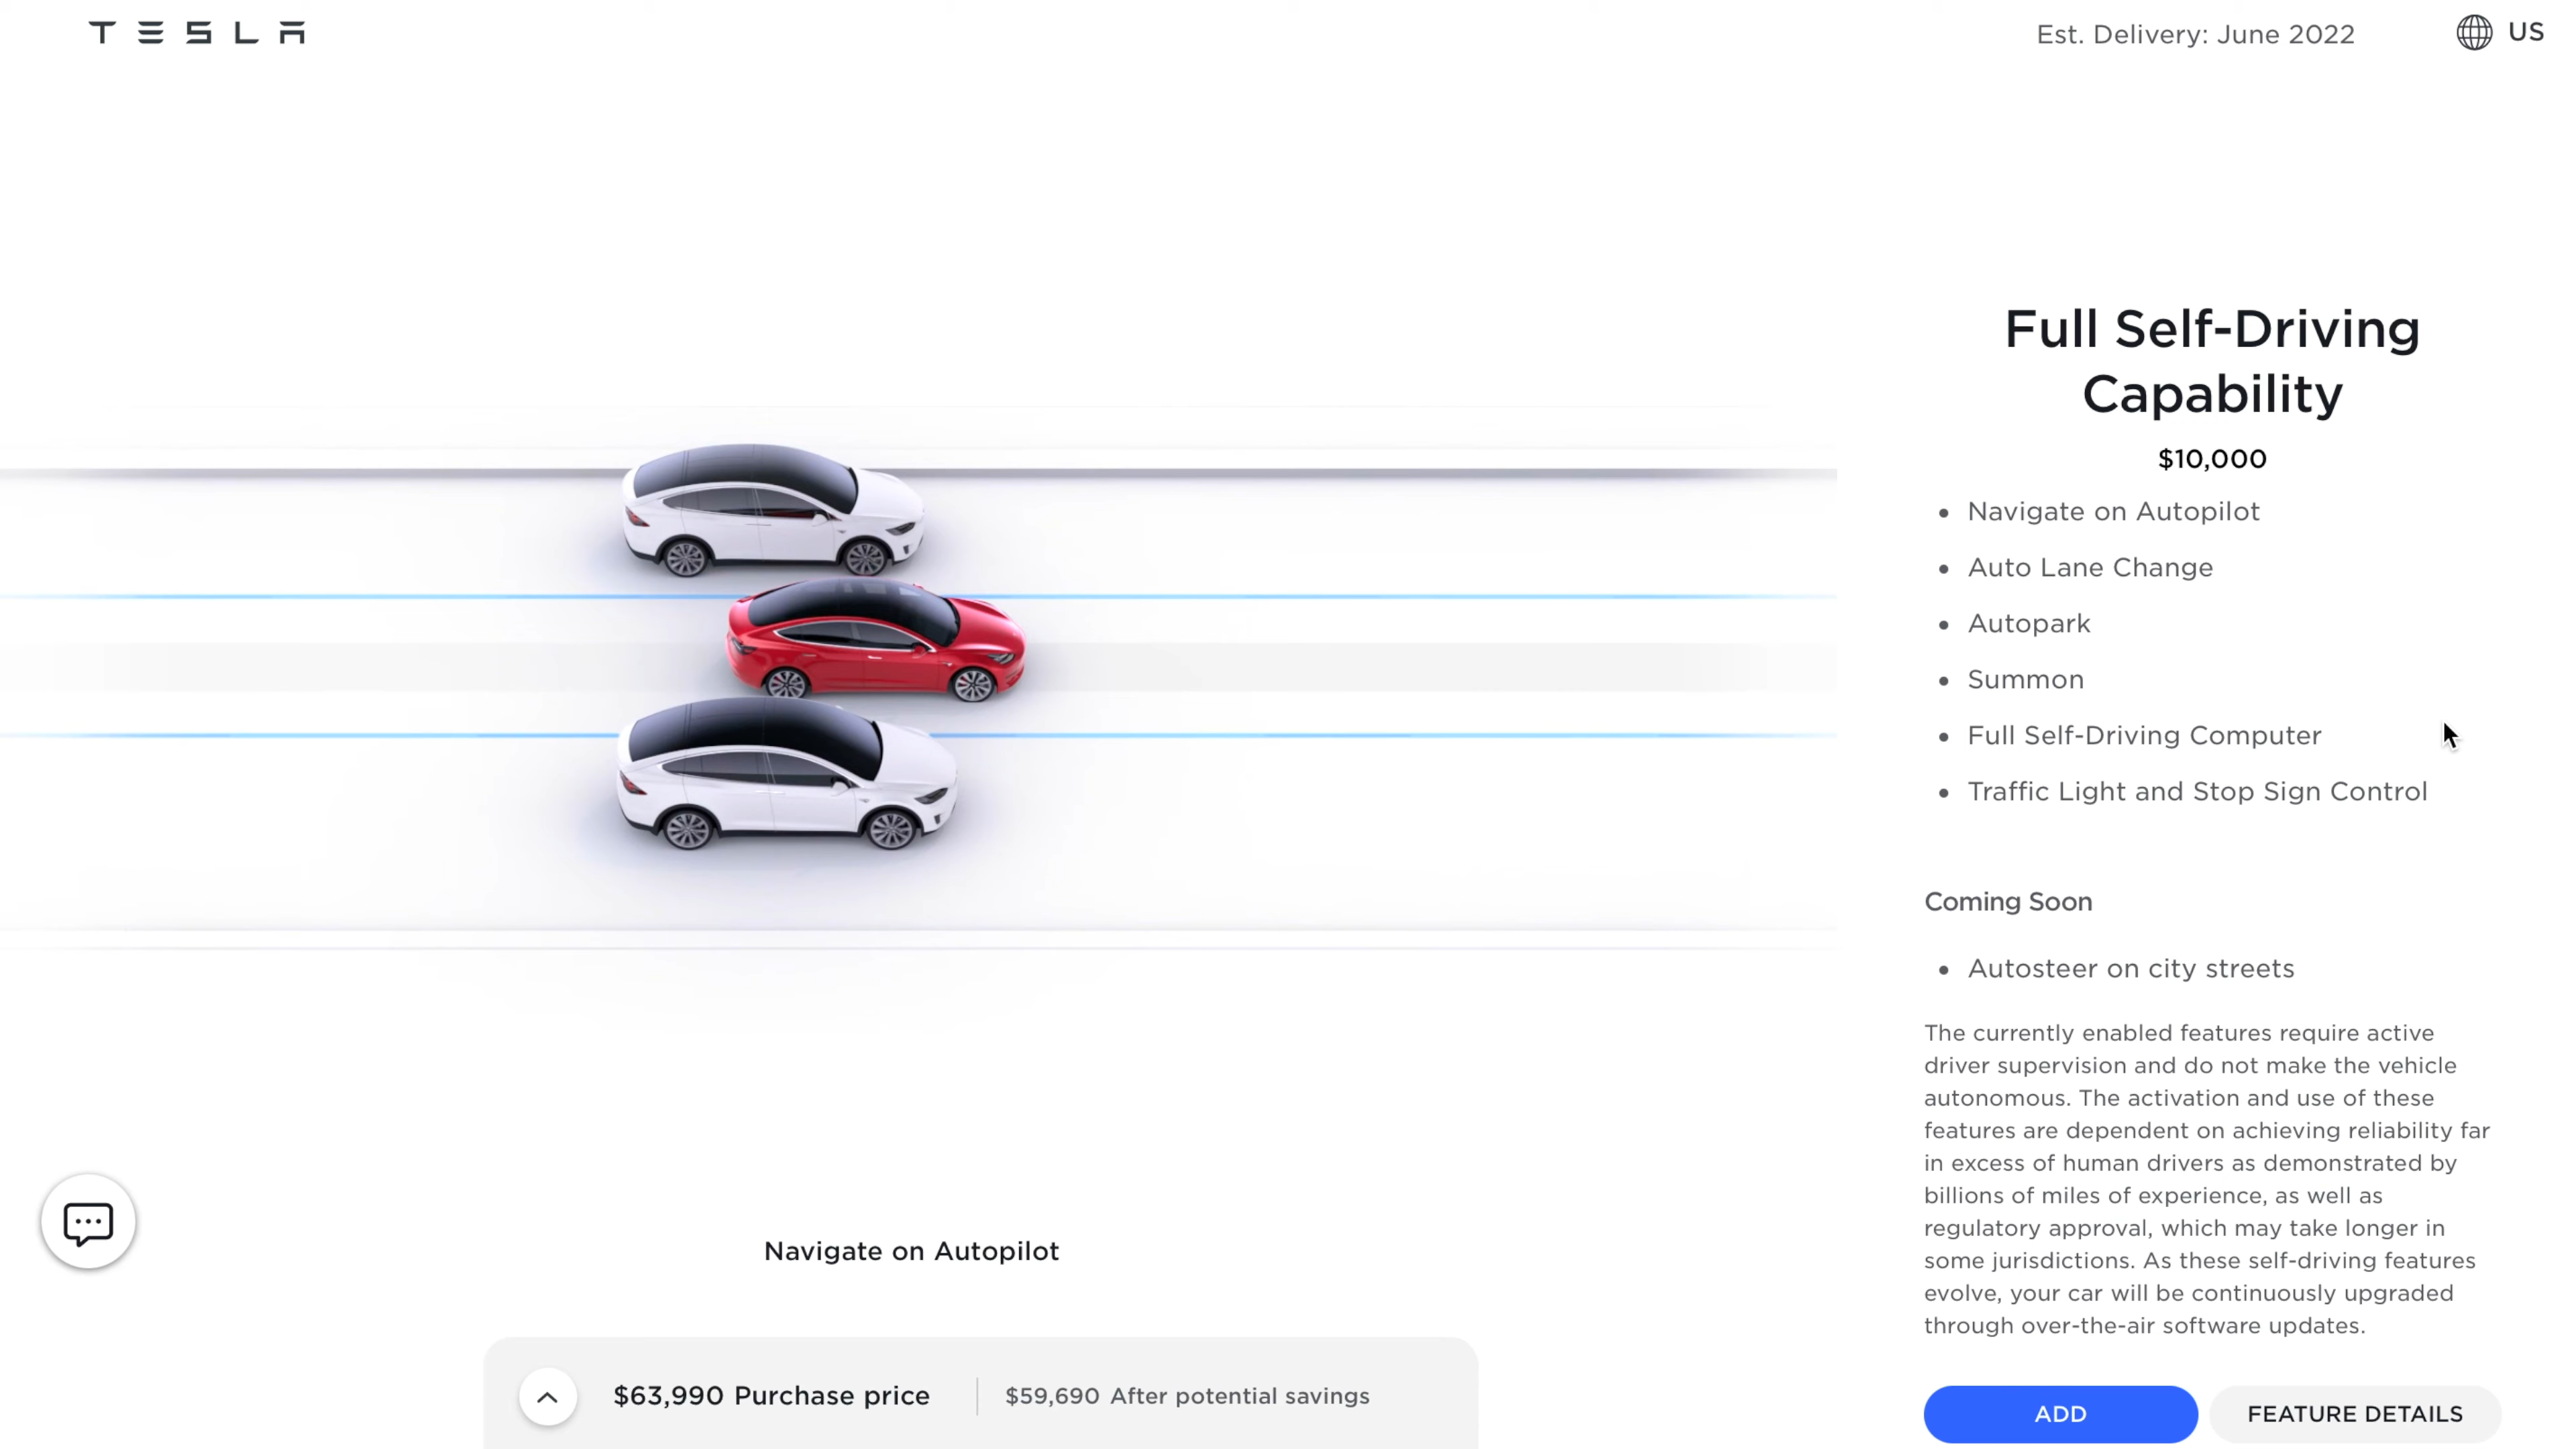 TESLA
Est. Delivery: June 2022
US
Full Self-Driving
Capability
$10,000
Navigate on Autopilot
Auto Lane Change
Autopark
Summon
Full Self-Driving Computer
Traffic Light and Stop Sign Control
Coming Soon
Autosteer on city streets
The currently enabled features require active
driver supervision and do not make the vehicle
autonomous. The activation and use of these
features are dependent on achieving reliability far
in excess of human drivers as demonstrated by
billions of miles of experience, as well as
regulatory approval, which may take longer in
some jurisdictions. As these self-driving features
evolve, your car will be continuously upgraded
through over-the-air software updates.
ADD
FEATURE DETAILS
Navigate on Autopilot
$63,990 Purchase price
$59,690 After potential savings